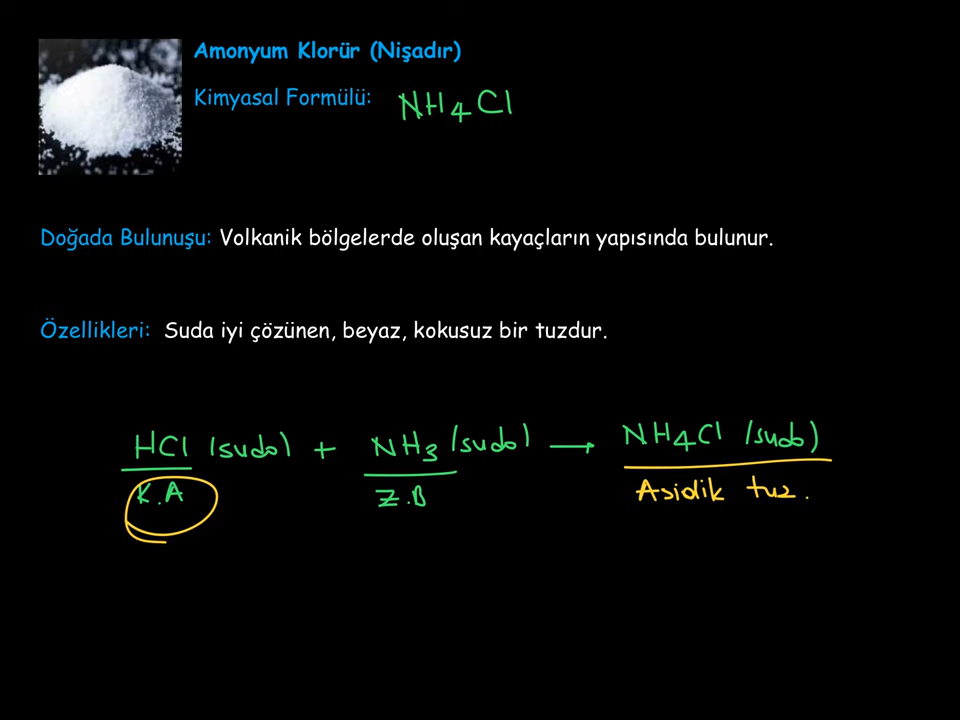 Amonyum Klorür (Nişadır)
Kimyasal Formülü: NH4Cl
Doğada Bulunuşu: Volkanik bölgelerde oluşan kayaçların yapısında bulunur.
Özellikleri: Suda iyi çözünen, beyaz, kokusuz bir tuzdur.
HCl (suda) + NH3 (suda) → NH4Cl (suda)
K.A Z.B Asidik tuz.